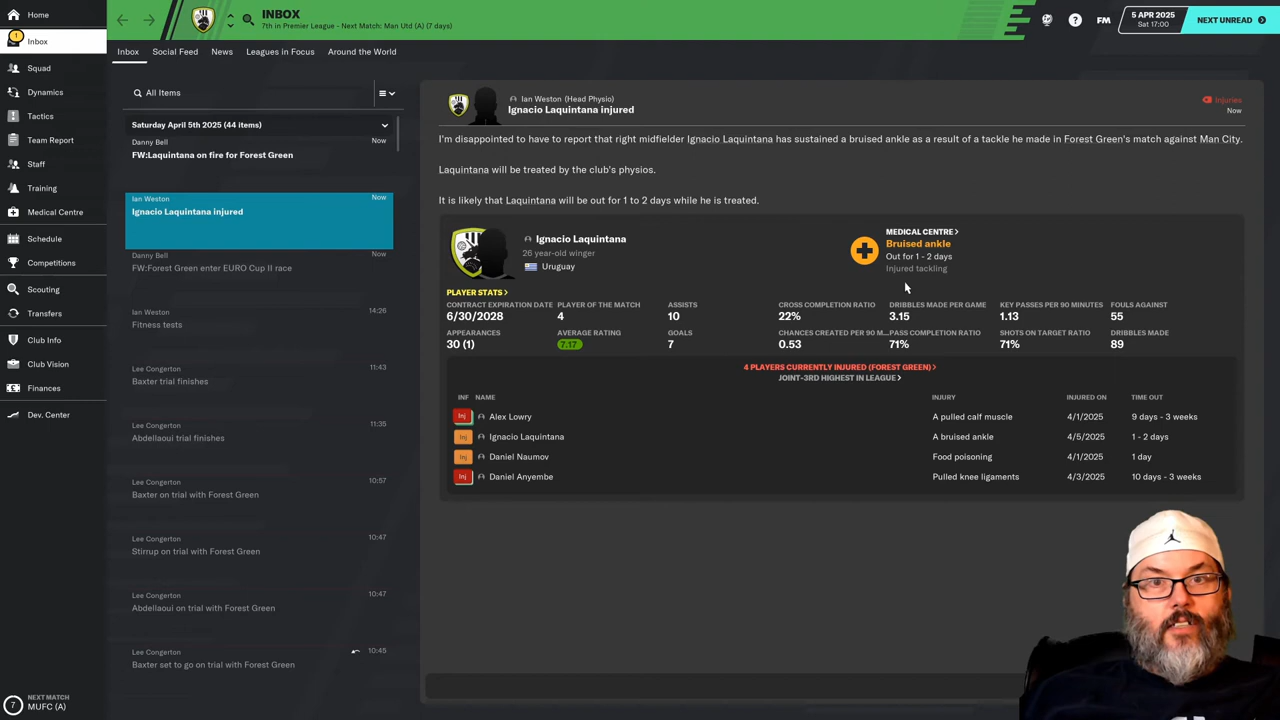 Home
INBOX
7th in Premier League - Next Match: Man Utd (A) (7 days)
FM
5 APR 2025
Sat 17:00
NEXT UNREAD
1
Inbox
Squad
Dynamics
Tactics
Team Report
Staff
Training
Medical Centre
Schedule
Competitions
Scouting
Transfers
Club Info
Club Vision
Finances
Dev. Center
NEXT MATCH
7
MUFC (A)
Inbox
Social Feed
News
Leagues in Focus
Around the World
All Items
Saturday April 5th 2025 (44 items)
Danny Bell
Now
FW:Laquintana on fire for Forest Green
Ian Weston
Now
Ignacio Laquintana injured
Danny Bell
Now
FW:Forest Green enter EURO Cup II race
Ian Weston
14:26
Fitness tests
Lee Congerton
11:43
Baxter trial finishes
Lee Congerton
11:35
Abdellaoui trial finishes
Lee Congerton
10:57
Baxter on trial with Forest Green
Lee Congerton
10:47
Stirrup on trial with Forest Green
Lee Congerton
10:47
Abdellaoui on trial with Forest Green
Lee Congerton
10:45
Baxter set to go on trial with Forest Green
Ian Weston (Head Physio)
Ignacio Laquintana injured
Injuries
Now
I'm disappointed to have to report that right midfielder Ignacio Laquintana has sustained a bruised ankle as a result of a tackle he made in Forest Green's match against Man City.
Laquintana will be treated by the club's physios.
It is likely that Laquintana will be out for 1 to 2 days while he is treated.
Ignacio Laquintana
26 year-old winger
Uruguay
MEDICAL CENTRE >
Bruised ankle
Out for 1 - 2 days
Injured tackling
PLAYER STATS >
CONTRACT EXPIRATION DATE PLAYER OF THE MATCH ASSISTS CROSS COMPLETION RATIO DRIBBLES MADE PER GAME KEY PASSES PER 90 MINUTES FOULS AGAINST
6/30/2028 4 10 22% 3.15 1.13 55
APPEARANCES AVERAGE RATING GOALS CHANCES CREATED PER 90 M... PASS COMPLETION RATIO SHOTS ON TARGET RATIO DRIBBLES MADE
30 (1) 7.17 7 0.53 71% 71% 89
4 PLAYERS CURRENTLY INJURED (FOREST GREEN) >
JOINT-3RD HIGHEST IN LEAGUE >
INF NAME INJURY INJURED ON TIME OUT
Inj Alex Lowry A pulled calf muscle 4/1/2025 9 days - 3 weeks
Inj Ignacio Laquintana A bruised ankle 4/5/2025 1 - 2 days
Inj Daniel Naumov Food poisoning 4/1/2025 1 day
Inj Daniel Anyembe Pulled knee ligaments 4/3/2025 10 days - 3 weeks